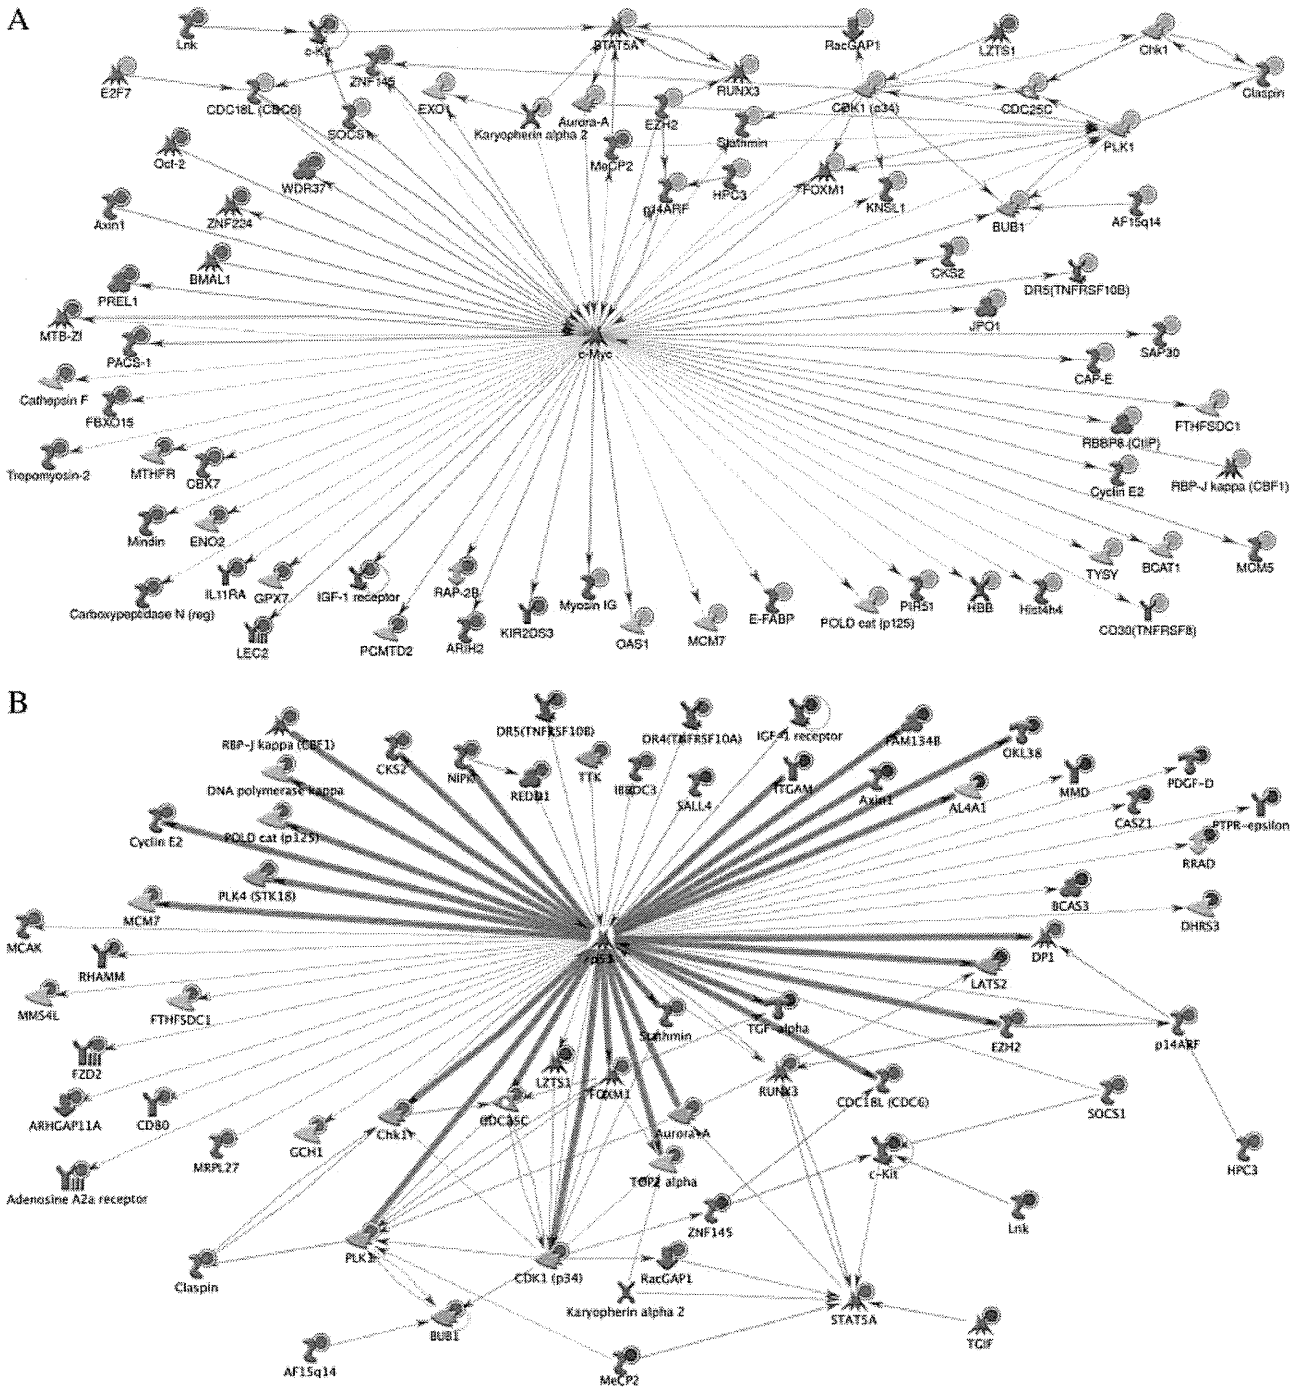 A
Lnk
c-Kit
STAT5A
RacGAP1
LZTS1
Chk1
E2F7
CDC18L (CDC6)
ZNF145
EXO1
Karyopherin alpha 2
Aurora-A
EZH2
RUNX3
CDK1 (p34)
CDC25C
Claspin
SOCS1
MeCP2
Stathmin
PLK1
Oct-2
WDR37
p14ARF
HPC3
FOXM1
KNSL1
Axin1
ZNF224
BUB1
AF15q14
BMAL1
CKS2
DR5(TNFRSF10B)
PREL1
JPO1
MTB-Zf
PACS-1
c-Myc
SAP30
Cathepsin F
CAP-E
FBXO15
FTHFSDC1
Tropomyosin-2
MTHFR
CBX7
RBBP8 (CtIP)
Cyclin E2
RBP-J kappa (CBF1)
Mindin
ENO2
TYSY
BCAT1
MCM5
Carboxypeptidase N (reg)
IL11RA
GPX7
IGF-1 receptor
RAP-2B
Myosin IG
E-FABP
PIR51
HBB
Hist4h4
LEC2
PCMTD2
ARIH2
KIR2DS3
OAS1
MCM7
POLD cat (p125)
CD30(TNFRSF8)
B
RBP-J kappa (CBF1)
DR5(TNFRSF10B)
DR4(TNFRSF10A)
IGF-1 receptor
FAM134B
OKL38
CKS2
NIPK
TTK
DNA polymerase kappa
REDD1
IBRDC3
SALL4
ITGAM
Axin1
AL4A1
MMD
PDGF-D
Cyclin E2
POLD cat (p125)
CASZ1
PTPR-epsilon
RRAD
PLK4 (STK18)
MCM7
BCAS3
DHRS3
MCAK
RHAMM
p53
DP1
LATS2
MMS4L
FTHFSDC1
Stathmin
TGF-alpha
EZH2
p14ARF
FZD2
LZTS1
FOXM1
RUNX3
CDC18L (CDC6)
ARHGAP11A
CD80
MRPL27
GCH1
Chk1
CDC25C
Aurora-A
SOCS1
Adenosine A2a receptor
TOP2 alpha
c-Kit
HPC3
ZNF145
Lnk
Claspin
PLK1
CDK1 (p34)
RacGAP1
Karyopherin alpha 2
STAT5A
BUB1
TGIF
AF15q14
MeCP2